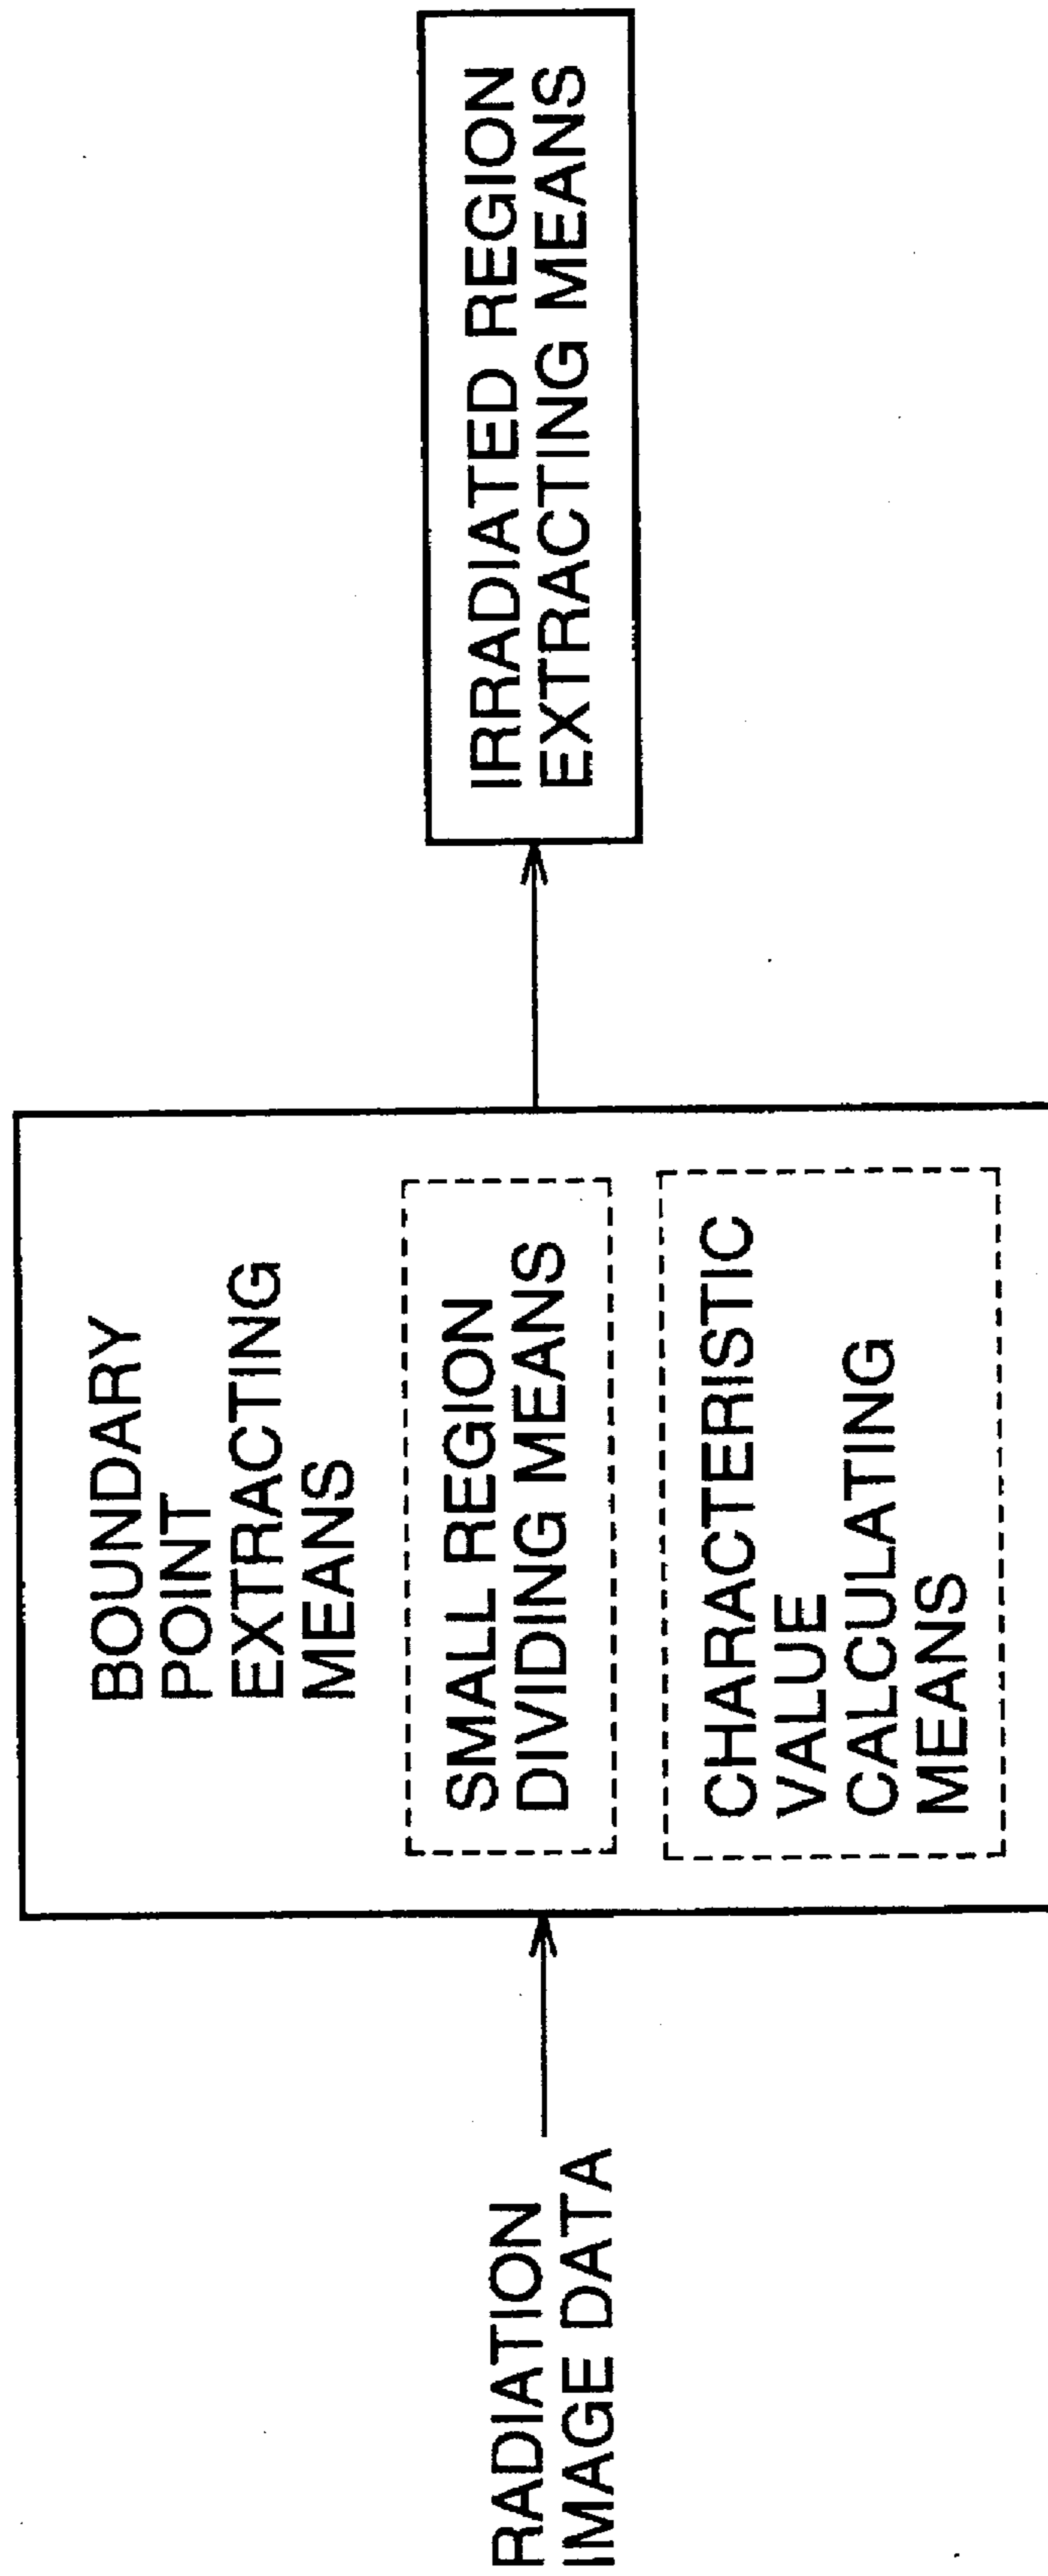 RADIATION
IMAGE DATA
BOUNDARY
POINT
EXTRACTING
MEANS
SMALL REGION
DIVIDING MEANS
CHARACTERISTIC
VALUE
CALCULATING
MEANS
IRRADIATED REGION
EXTRACTING MEANS